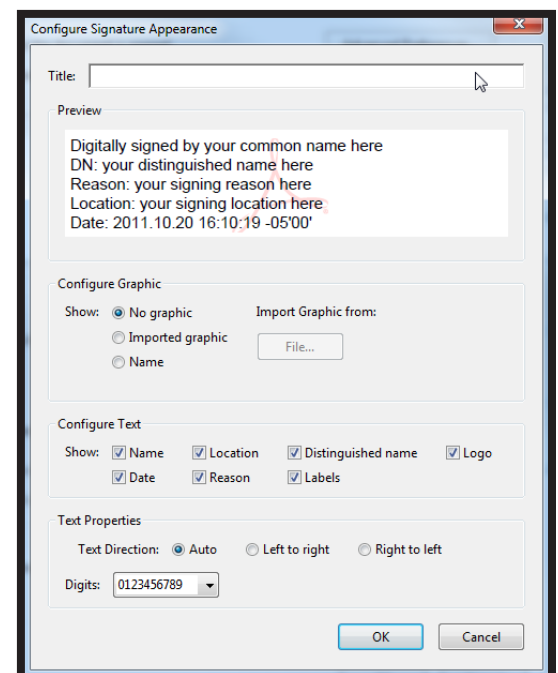 Configure Signature Appearance
Title:
Preview
Digitally signed by your common name here
DN: your distinguished name here
Reason: your signing reason here
Location: your signing location here
Date: 2011.10.20 16:10:19 -05'00'
Configure Graphic
Show: No graphic Import Graphic from:
Imported graphic File...
Name
Configure Text
Show: Name Location Distinguished name Logo
Date Reason Labels
Text Properties
Text Direction: Auto Left to right Right to left
Digits: 0123456789
OK Cancel